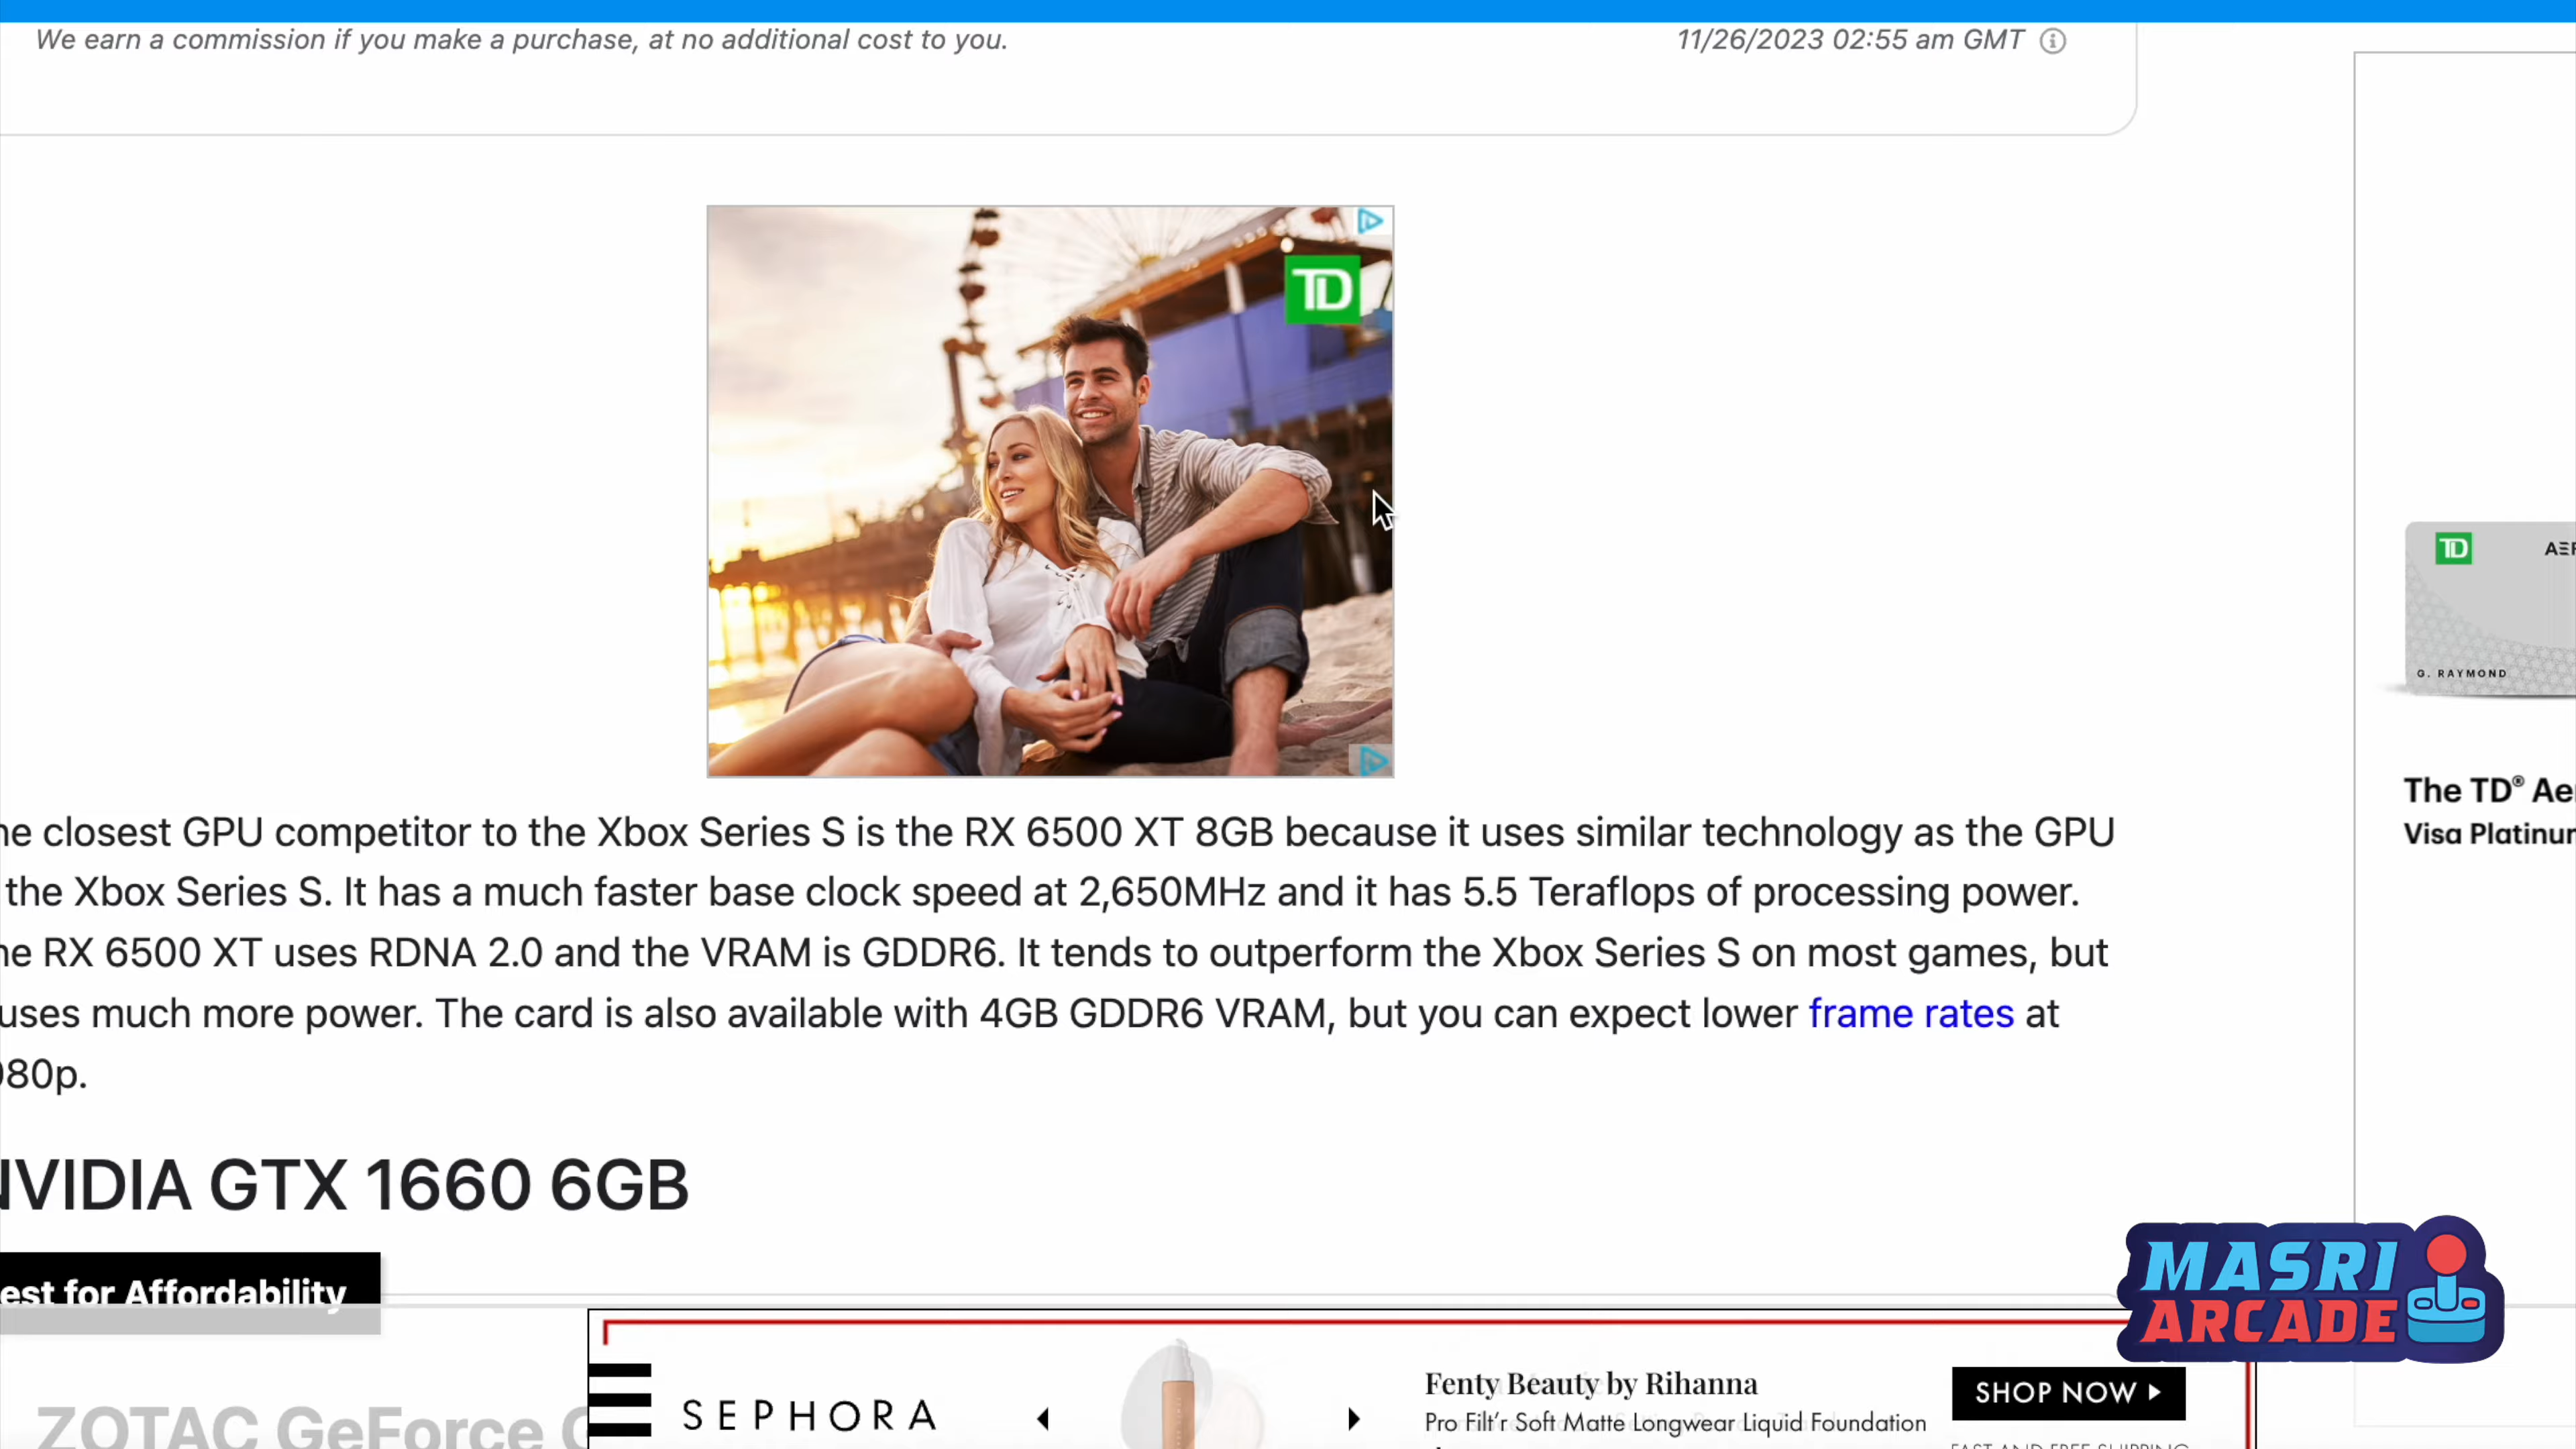 We earn a commission if you make a purchase, at no additional cost to you.
11/26/2023 02:55 am GMT
TD
TD
G. RAYMOND
The TD®
Visa
closest GPU competitor to the Xbox Series S is the RX 6500 XT 8GB because it uses similar technology as the GPU
the Xbox Series S. It has a much faster base clock speed at 2,650MHz and it has 5.5 Teraflops of processing power.
RX 6500 XT uses RDNA 2.0 and the VRAM is GDDR6. It tends to outperform the Xbox Series S on most games, but
uses much more power. The card is also available with 4GB GDDR6 VRAM, but you can expect lower frame rates at
080p.
NVIDIA GTX 1660 6GB
est for Affordability
MASRI
ARCADE
ZOTAC GeForce
SEPHORA
Fenty Beauty by Rihanna
Pro Filt'r Soft Matte Longwear Liquid Foundation
SHOP NOW
FAST AND FREE SHIPPING